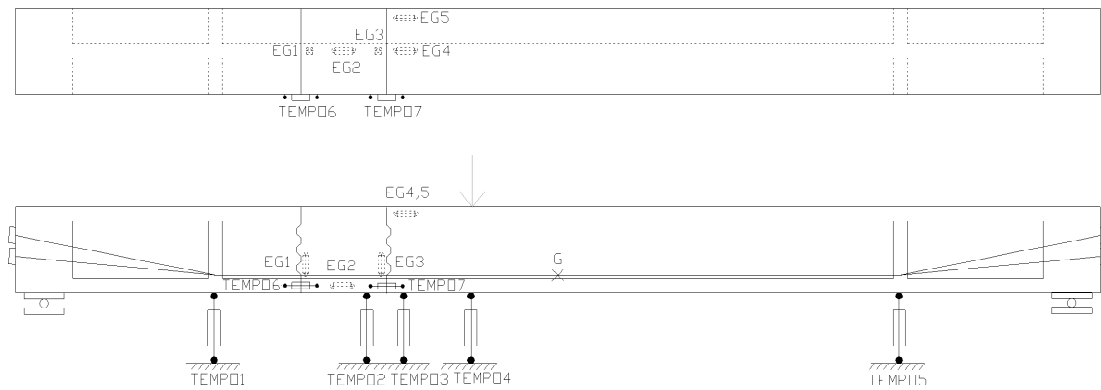 EG5
EG3
EG1 EG4
EG2
TEMPO6 TEMPO7
EG4,5
EG1 EG2 EG3 G
TEMPO6 TEMPO7
TEMPO1 TEMPO2 TEMPO3 TEMPO4 TEMPO5